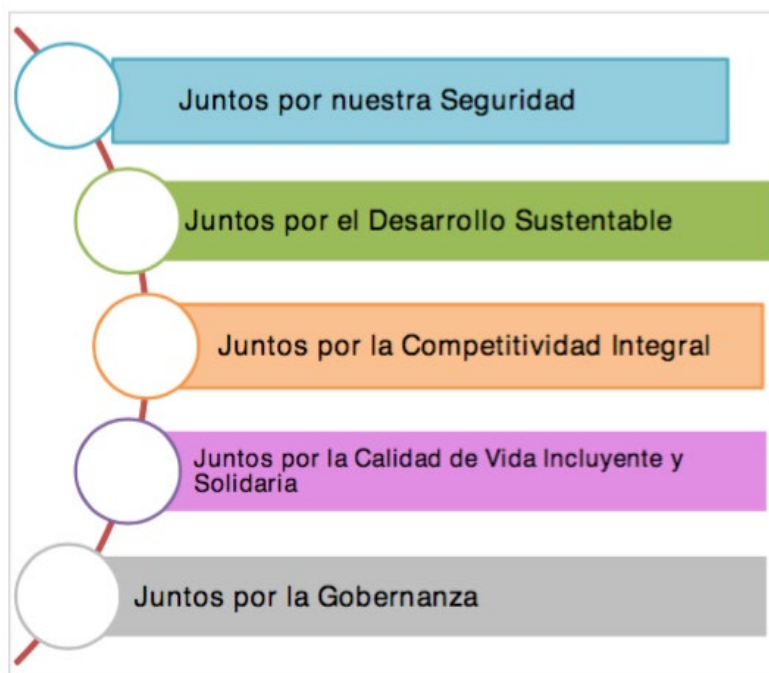 Juntos por nuestra Seguridad
Juntos por el Desarrollo Sustentable
Juntos por la Competitividad Integral
Juntos por la Calidad de Vida Incluyente y
Solidaria
Juntos por la Gobernanza